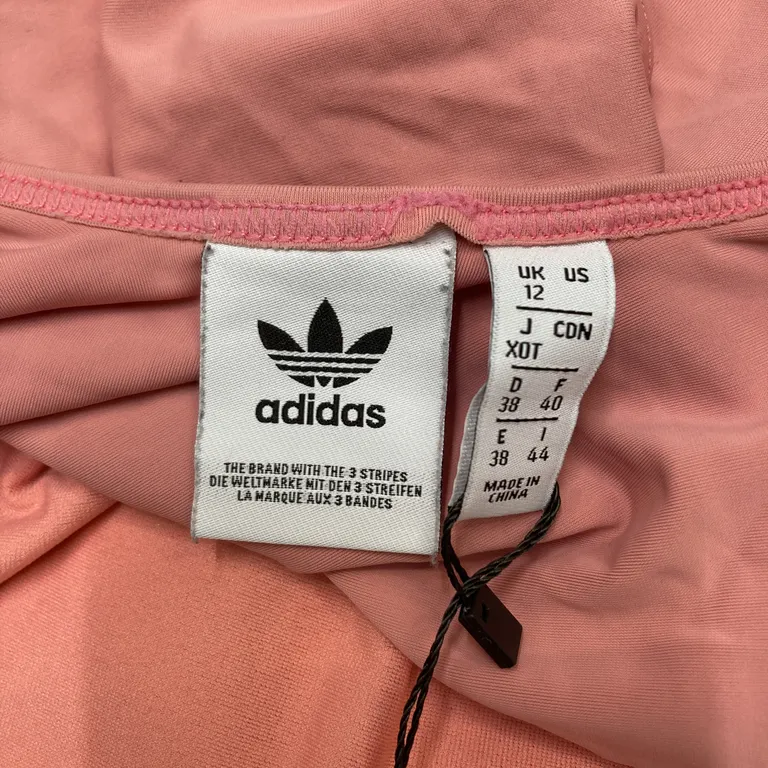 adidas
THE BRAND WITH THE 3 STRIPES
DIE WELTMARKE MIT DEN 3 STREIFEN
LA MARQUE AUX 3 BANDES
UK US
12
J CDN
XOT
D F
38 40
E I
38 44
MADE IN
CHINA